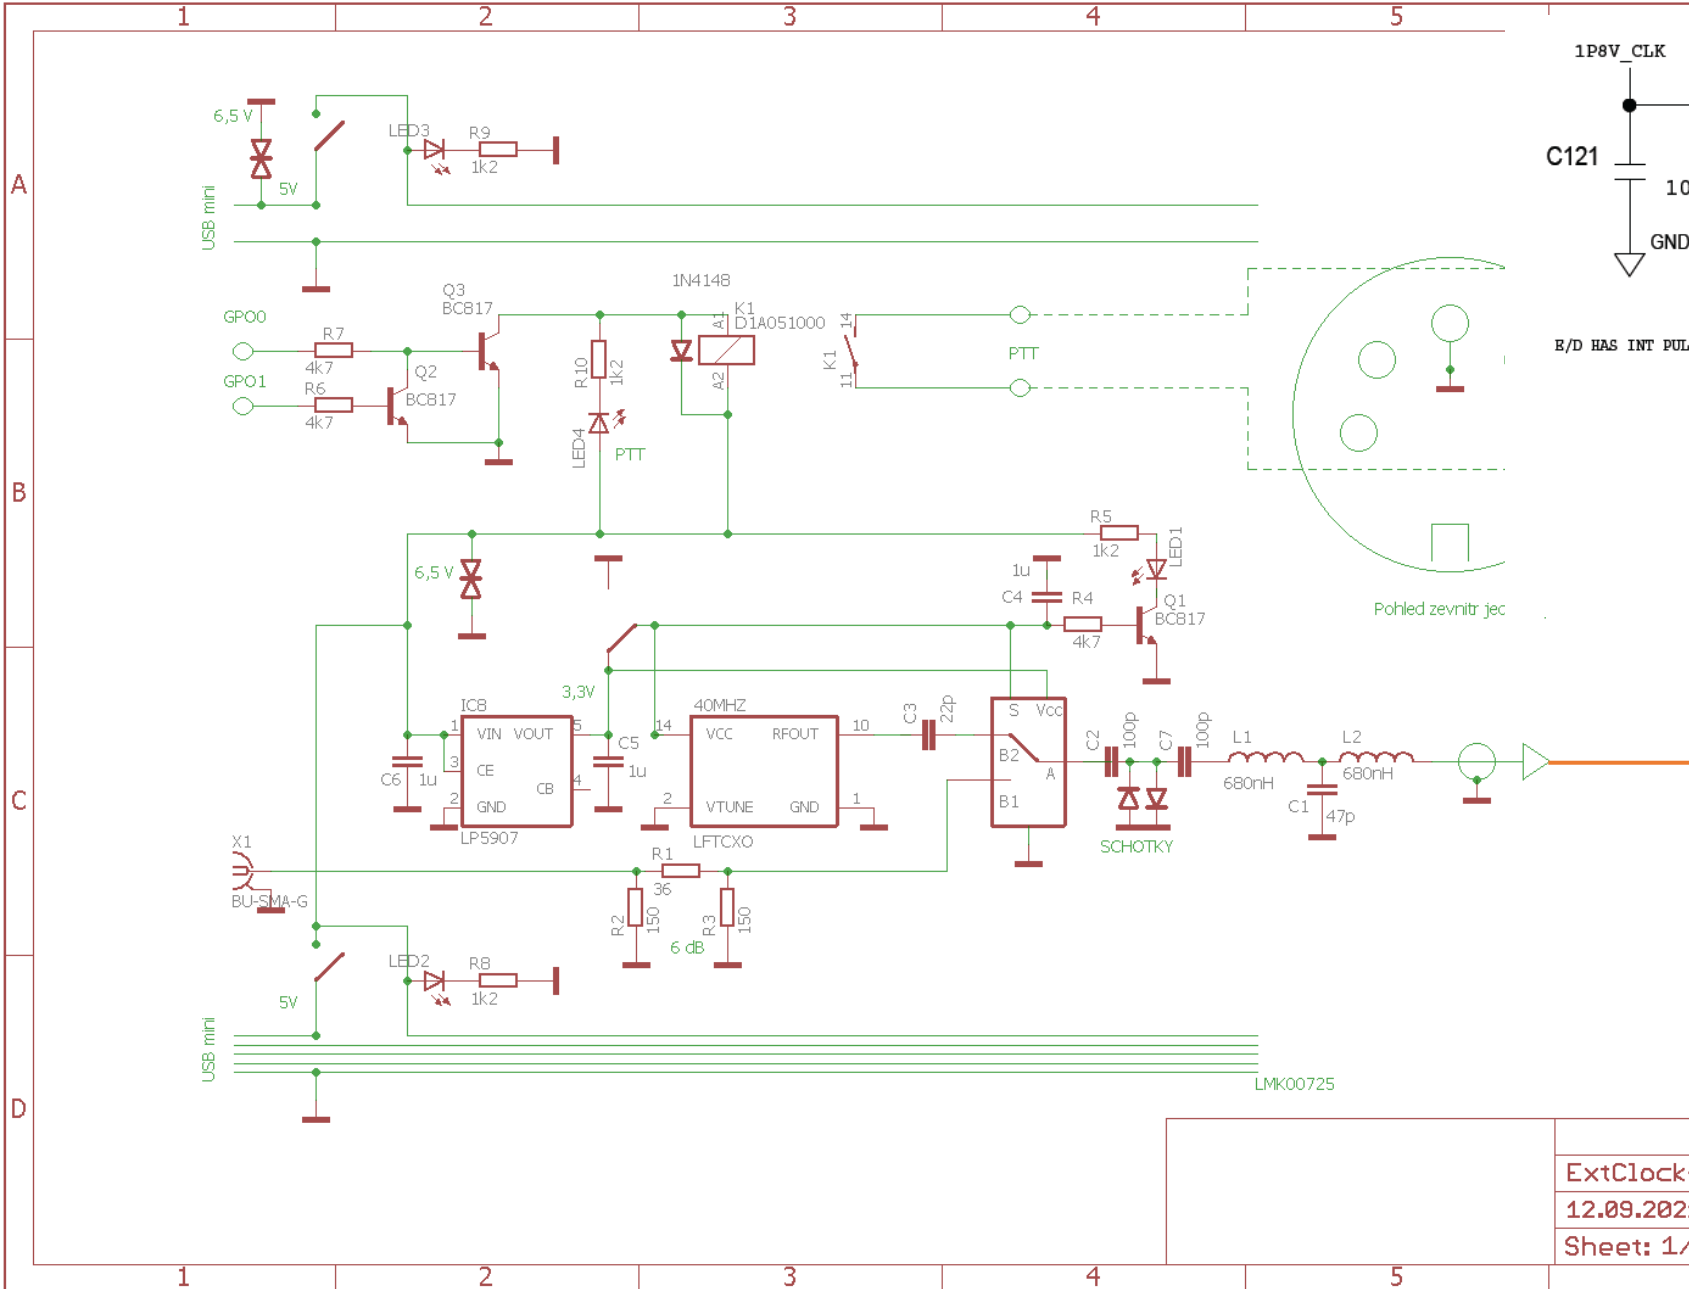 1
2
3
4
5
1P8V_CLK
6,5 V
LED3
R9
1k2
C121
A
5V
10
USB mini
GND
1N4148
Q3
BC817
K1
D1A051000
GPO0
A1
14
R7
4k7
R10
1k2
K1
PTT
E/D HAS INT PUL
GPO1
R6
4k7
Q2
BC817
A2
11
LED4
PTT
B
R5
1k2
LED1
6,5 V
1u
C4
R4
4k7
Q1
BC817
Pohled zevnitr jec
3,3V
IC8
40MHZ
C3
22p
S
Vcc
1
VIN
VOUT
5
14
VCC
RFOUT
10
C2
100p
C7
100p
L1
680nH
L2
680nH
C5
1u
B2
A
C6
1u
3
CE
CB
4
C
2
GND
2
VTUNE
GND
1
B1
C1
47p
LP5907
LFTCXO
SCHOTKY
X1
BU-SMA-G
R1
36
R2
150
R3
150
6 dB
LED2
R8
1k2
5V
USB mini
LMK00725
D
ExtClock
12.09.202
Sheet: 1/
1
2
3
4
5